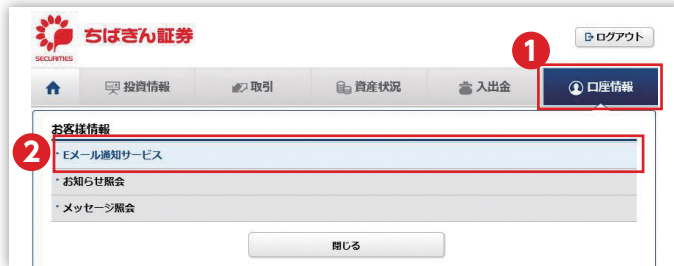 SECURITIES
ちばぎん証券
1
ログアウト
投資情報 取引 資産状況 入出金 口座情報
お客様情報
2
・Eメール通知サービス
・お知らせ照会
・メッセージ照会
閉じる